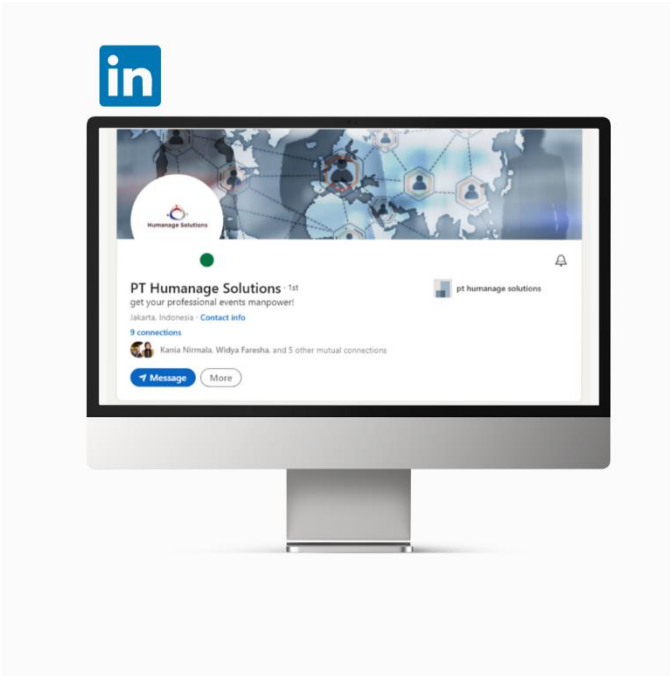 in
Humanage Solutions
PT Humanage Solutions · 1st
get your professional events manpower!
pt humanage solutions
Jakarta, Indonesia · Contact info
9 connections
Kania Nirmala, Widya Faresha, and 5 other mutual connections
Message
More